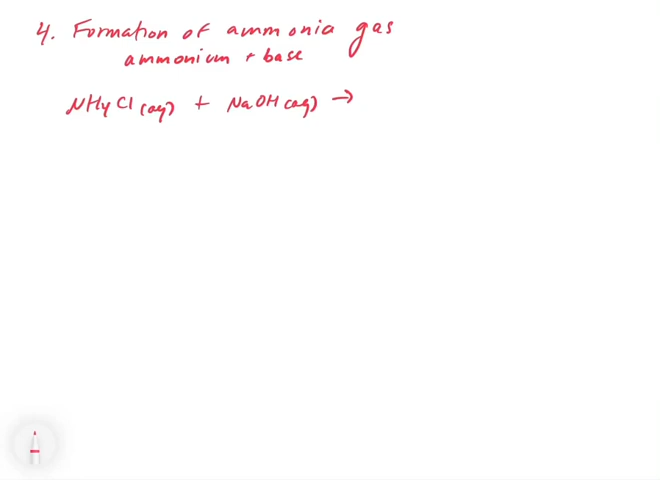 4. Formation of ammonia gas
ammonium + base
NH4Cl(aq) + NaOH(aq) →